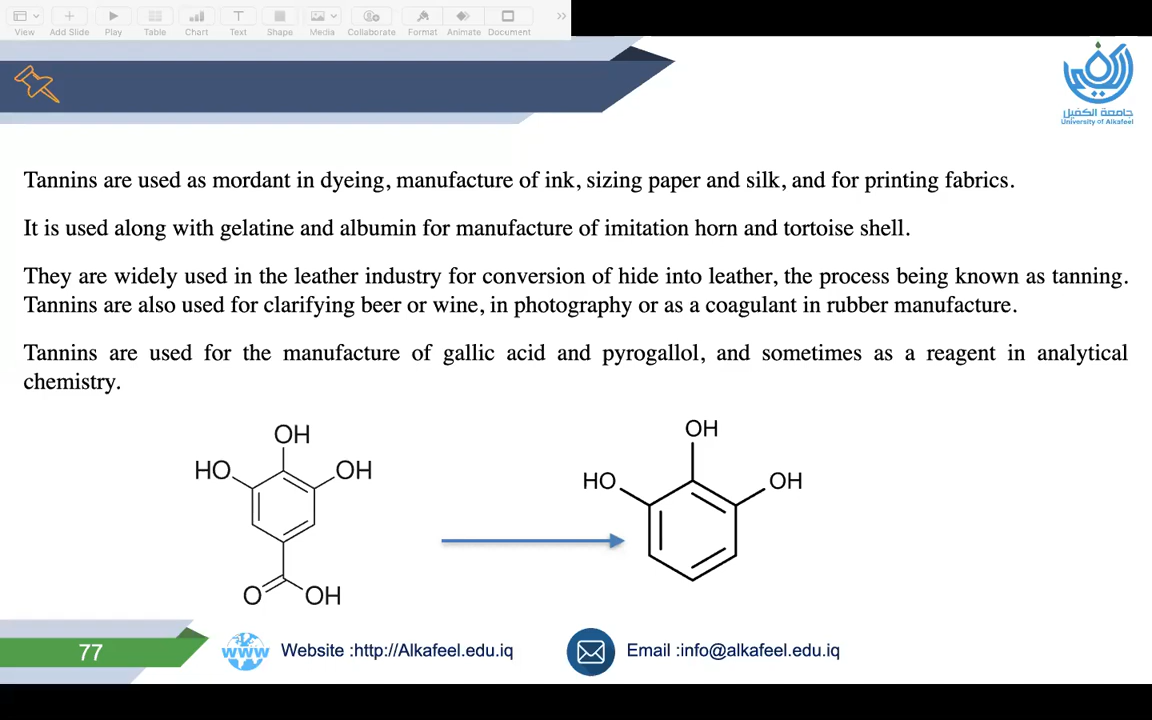 View Add Slide Play Table Chart Text Shape Media Collaborate Format Animate Document
جامعة الكفيل
University of Alkafeel
Tannins are used as mordant in dyeing, manufacture of ink, sizing paper and silk, and for printing fabrics.
It is used along with gelatine and albumin for manufacture of imitation horn and tortoise shell.
They are widely used in the leather industry for conversion of hide into leather, the process being known as tanning.
Tannins are also used for clarifying beer or wine, in photography or as a coagulant in rubber manufacture.
Tannins are used for the manufacture of gallic acid and pyrogallol, and sometimes as a reagent in analytical
chemistry.
OH
HO OH
O OH
OH
HO OH
77
WWW
Website :http://Alkafeel.edu.iq
Email :info@alkafeel.edu.iq